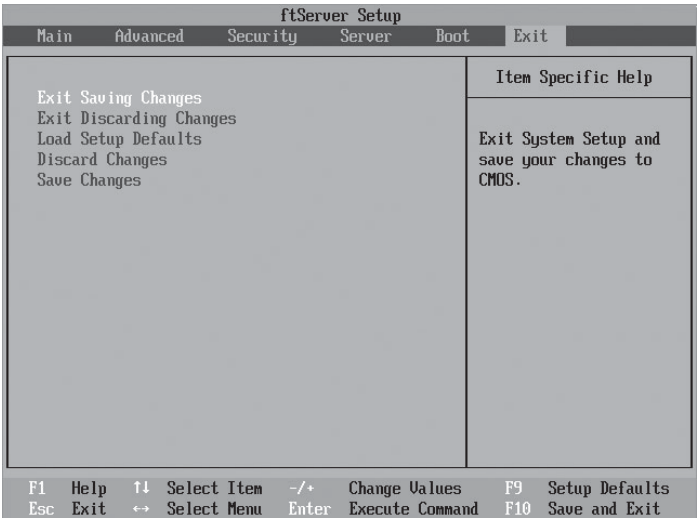 ftServer Setup
Main Advanced Security Server Boot Exit
Exit Saving Changes
Exit Discarding Changes
Load Setup Defaults
Discard Changes
Save Changes
Item Specific Help
Exit System Setup and
save your changes to
CMOS.
F1 Help ↑↓ Select Item -/+ Change Values F9 Setup Defaults
Esc Exit ↔ Select Menu Enter Execute Command F10 Save and Exit